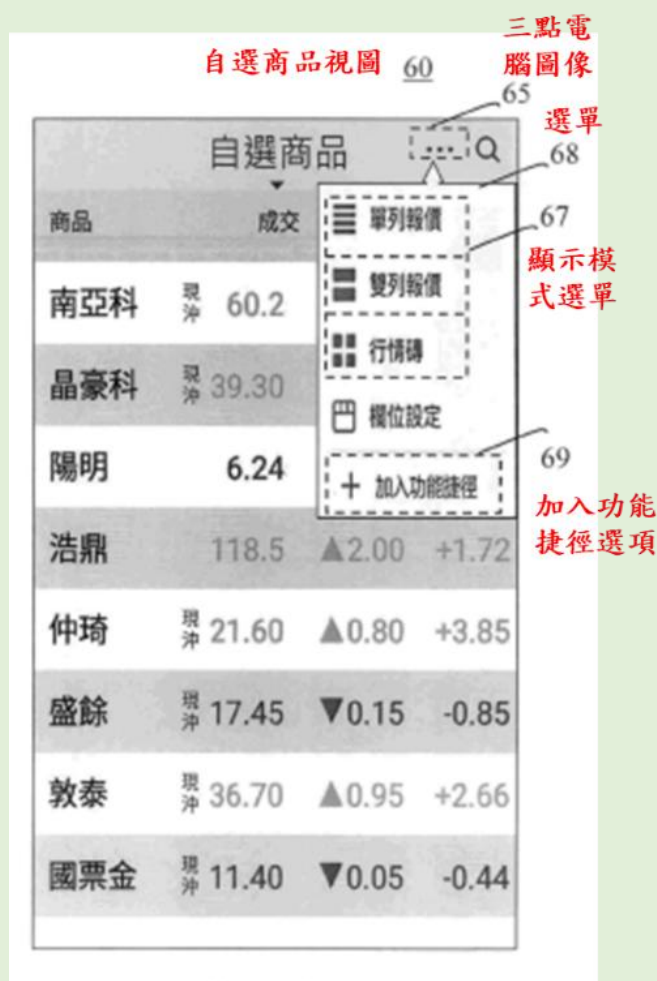 三點電
腦圖像
自選商品視圖 60
65
選單
68
自選商品 ...
商品 成交
單列報價
67
顯示模
式選單
雙列報價
行情磚
欄位設定
69
加入功能捷徑
加入功能
捷徑選項
南亞科 現沖 60.2
晶豪科 現沖 39.30
陽明 6.24
浩鼎 118.5 ▲2.00 +1.72
仲琦 現沖 21.60 ▲0.80 +3.85
盛餘 現沖 17.45 ▼0.15 -0.85
敦泰 現沖 36.70 ▲0.95 +2.66
國票金 現沖 11.40 ▼0.05 -0.44